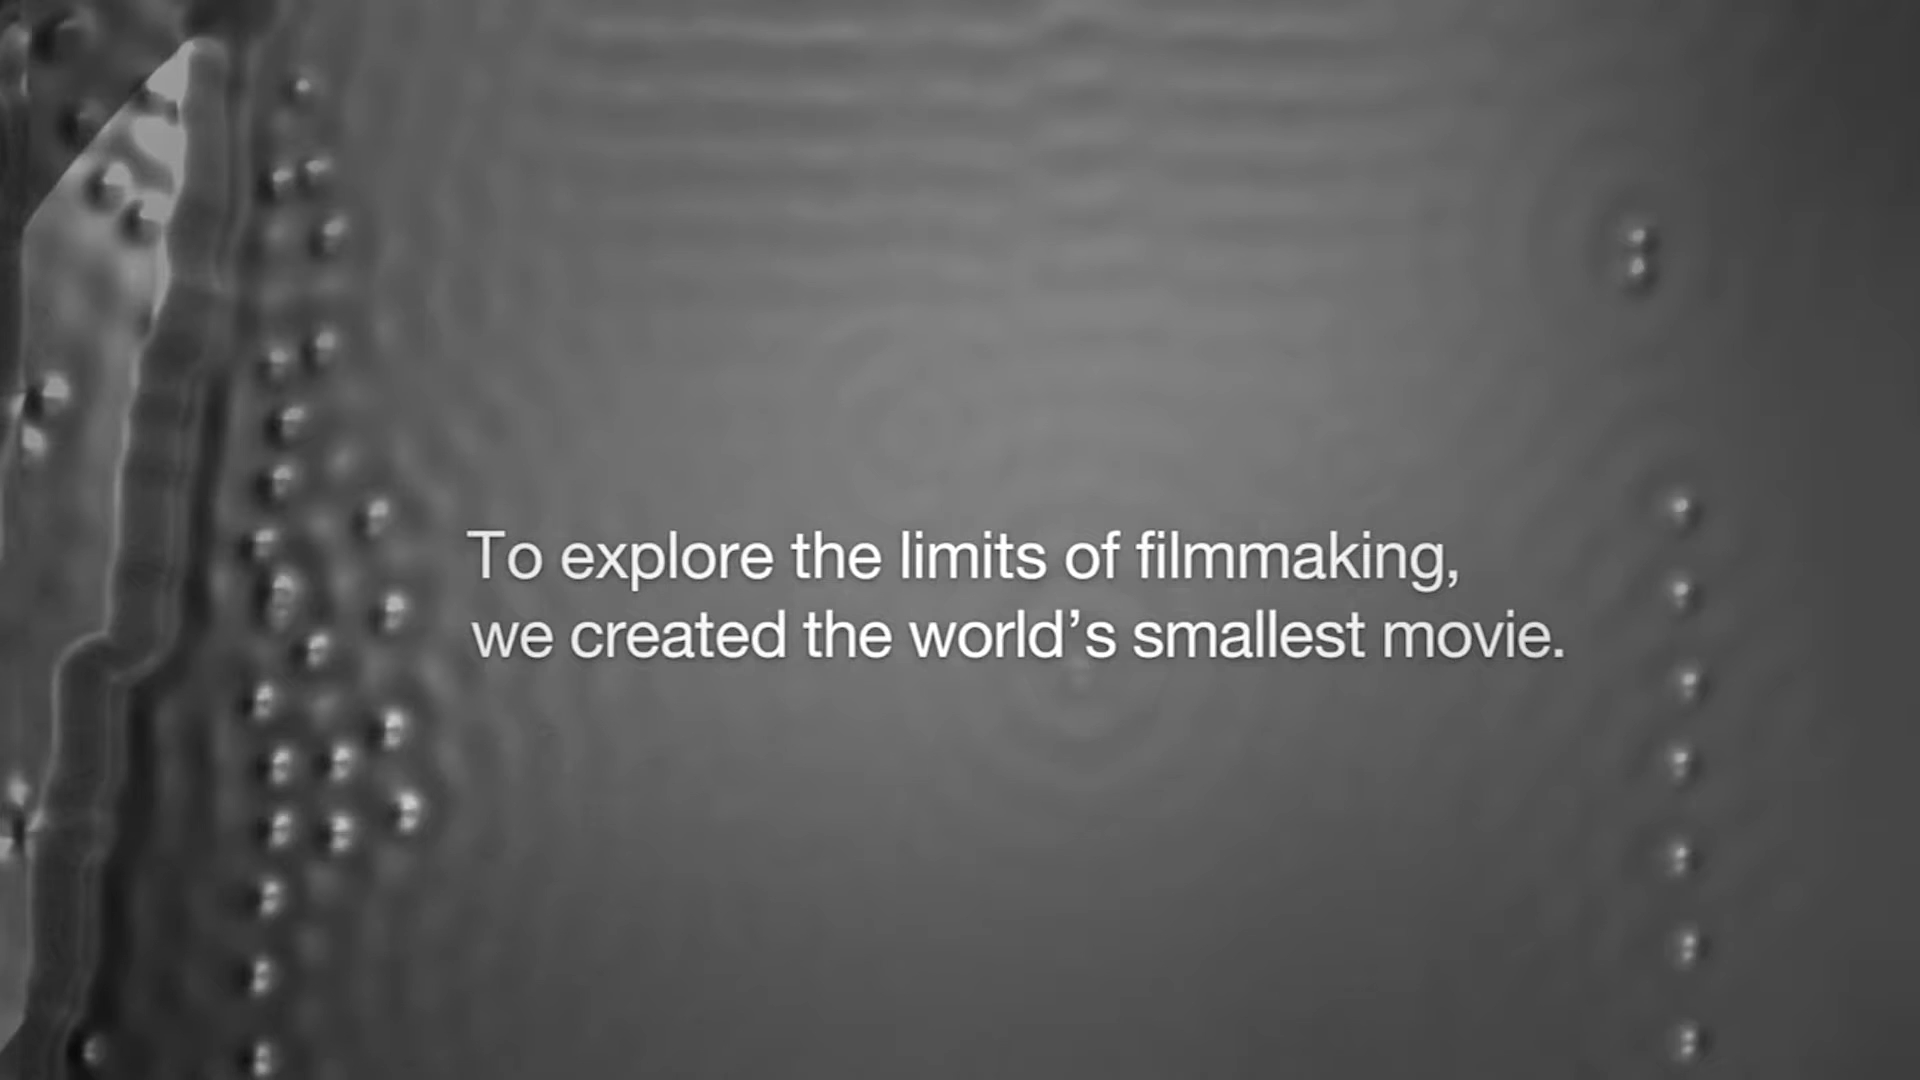 To explore the limits of filmmaking,
we created the world’s smallest movie.